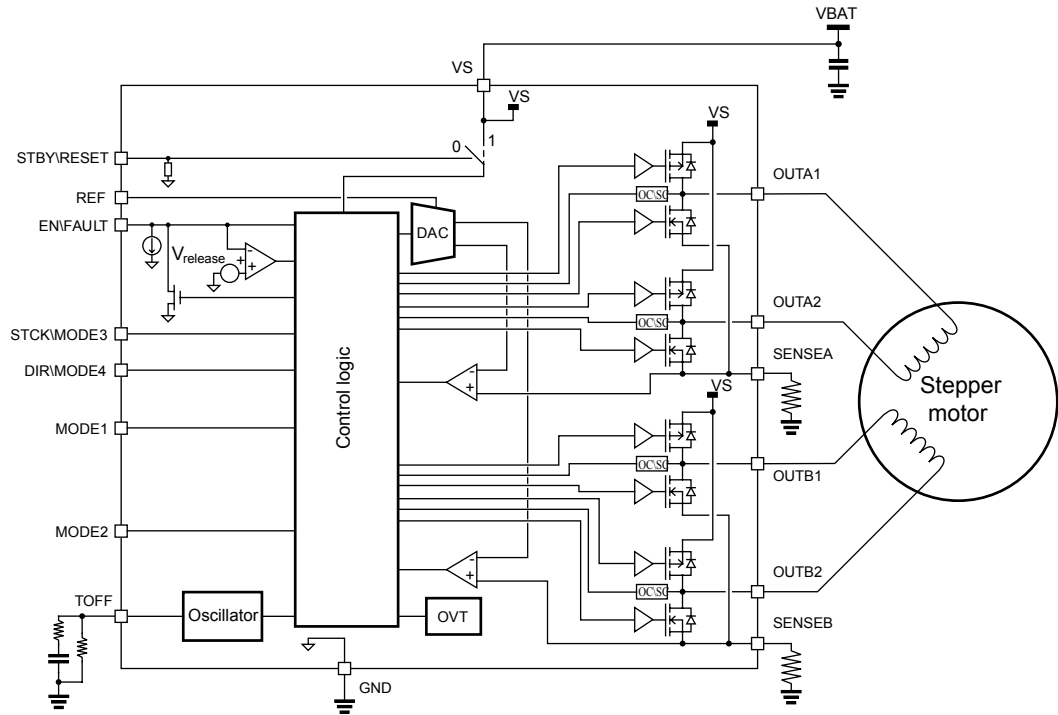 VBAT
VS
VS
VS
STBY\RESET
0
1
REF
EN\FAULT
DAC
OC\SC
OUTA1
Vrelease
- +
+
STCK\MODE3
DIR\MODE4
OC\SC
OUTA2
SENSEA
Control logic
-
+
VS
Stepper
motor
MODE1
OC\SC
OUTB1
MODE2
-
+
OC\SC
OUTB2
TOFF
Oscillator
OVT
SENSEB
GND